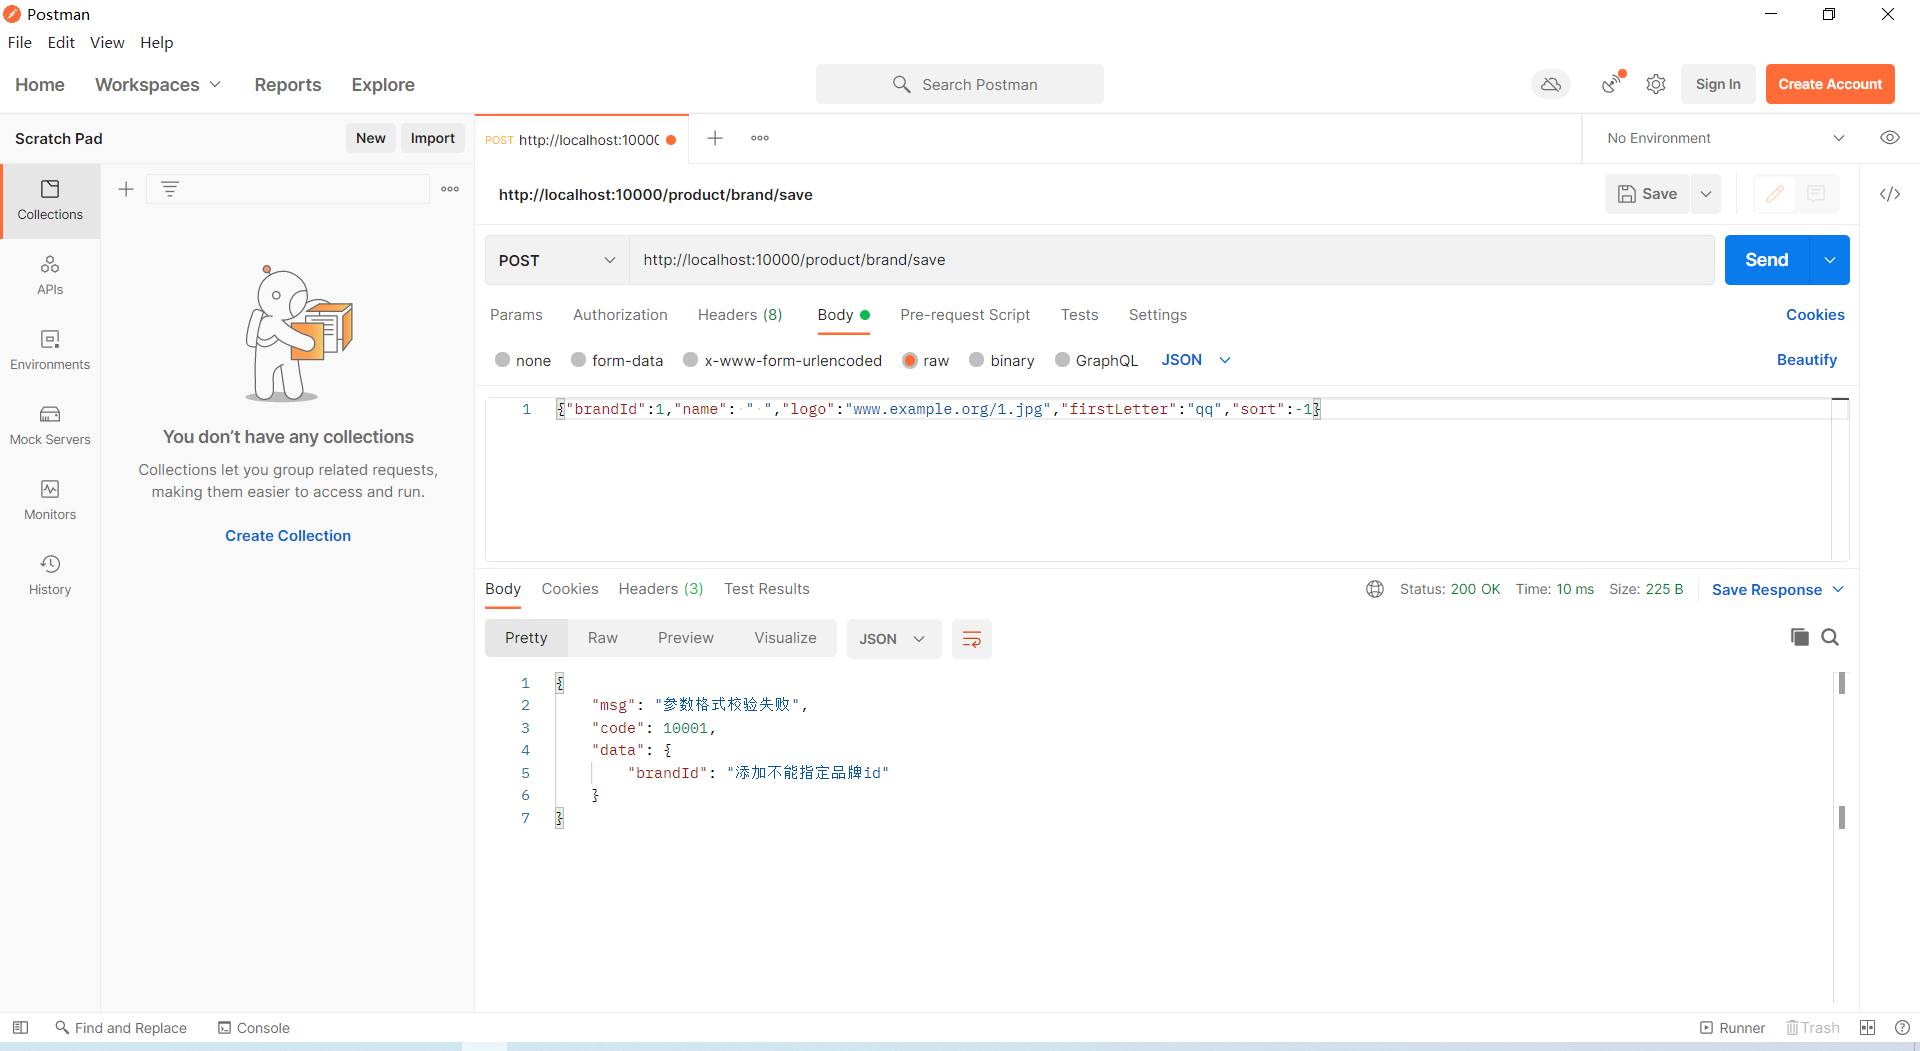 Postman
File Edit View Help
Home Workspaces Reports Explore
Search Postman
Sign In
Create Account
Scratch Pad
New
Import
POST http://localhost:1000
No Environment
Collections
APIs
Environments
Mock Servers
Monitors
History
You don’t have any collections
Collections let you group related requests,
making them easier to access and run.
Create Collection
http://localhost:10000/product/brand/save
Save
POST
http://localhost:10000/product/brand/save
Send
Params Authorization Headers (8) Body Pre-request Script Tests Settings
Cookies
none form-data x-www-form-urlencoded raw binary GraphQL JSON
Beautify
1 {"brandId":1,"name": " ","logo":"www.example.org/1.jpg","firstLetter":"qq","sort":-1}
Body Cookies Headers (3) Test Results
Status: 200 OK Time: 10 ms Size: 225 B
Save Response
Pretty Raw Preview Visualize JSON
1 {
2 "msg": "参数格式校验失败",
3 "code": 10001,
4 "data": {
5 "brandId": "添加不能指定品牌id"
6 }
7 }
Find and Replace
Console
Runner
Trash